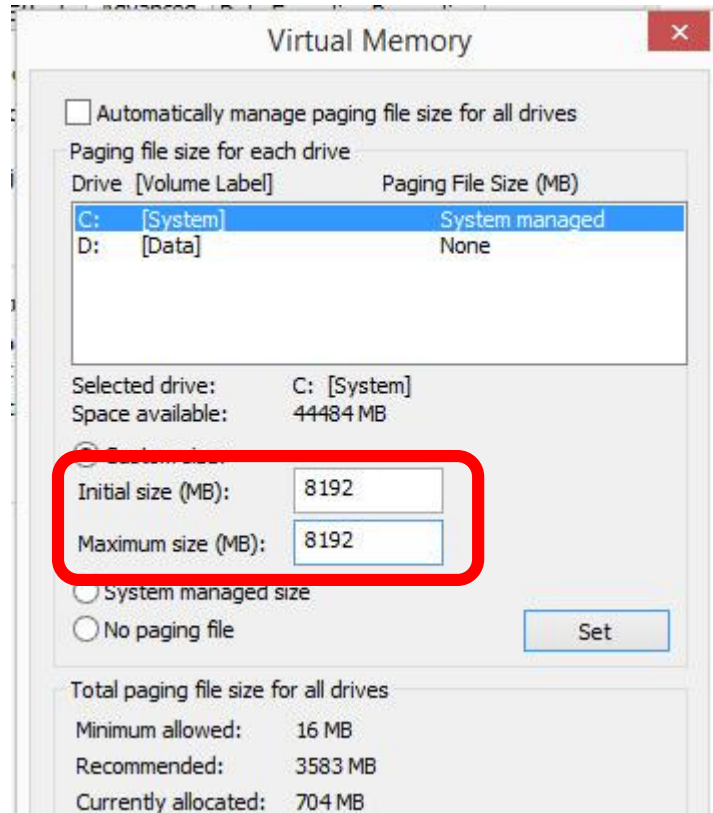 Virtual Memory
Automatically manage paging file size for all drives
Paging file size for each drive
Drive [Volume Label] Paging File Size (MB)
C: [System] System managed
D: [Data] None
Selected drive: C: [System]
Space available: 44484 MB
Initial size (MB): 8192
Maximum size (MB): 8192
System managed size
No paging file
Set
Total paging file size for all drives
Minimum allowed: 16 MB
Recommended: 3583 MB
Currently allocated: 704 MB